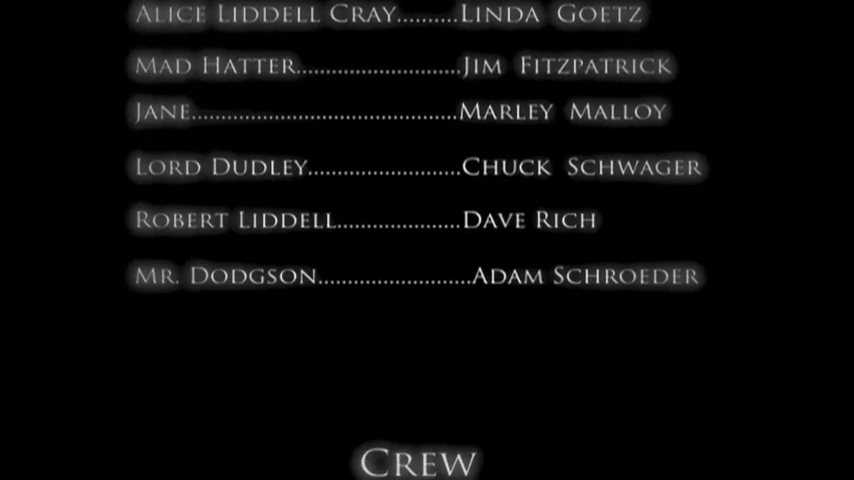 ALICE LIDDELL CRAY..........LINDA GOETZ
MAD HATTER...........................JIM FITZPATRICK
JANE............................................MARLEY MALLOY
LORD DUDLEY.........................CHUCK SCHWAGER
ROBERT LIDDELL....................DAVE RICH
MR. DODGSON.........................ADAM SCHROEDER
CREW